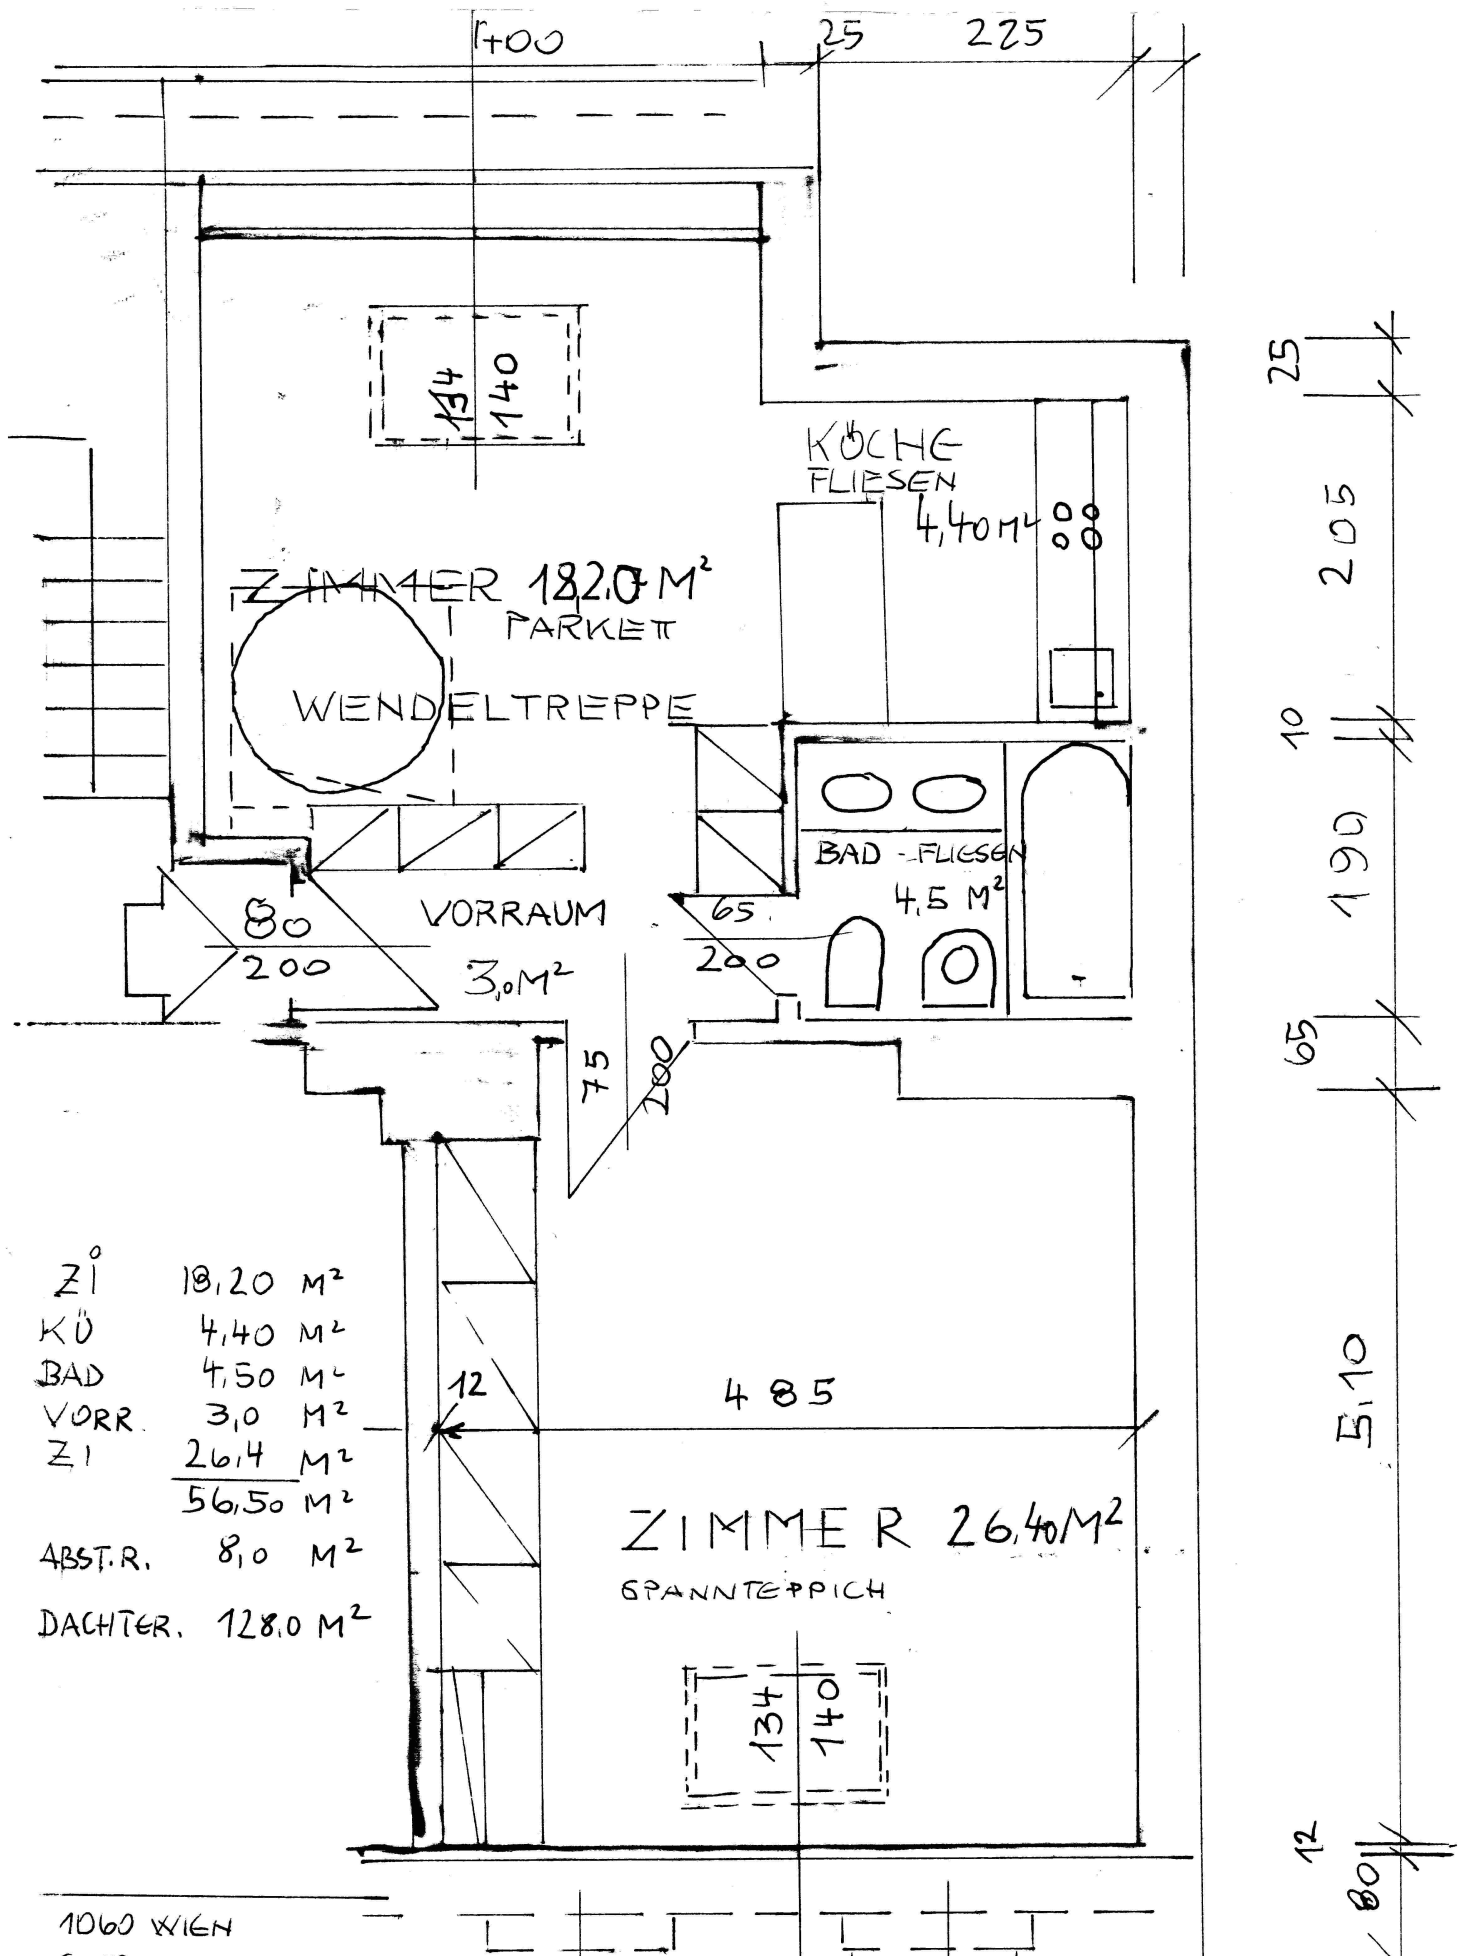 400
25
225
25
134
140
KÜCHE
FLIESEN
4,40 M²
205
ZIMMER 18,20 M²
PARKETT
WENDELTREPPE
10
BAD - FLIESEN
4,5 M²
190
80
200
VORRAUM
3,0 M²
65
200
75
200
65
ZI 18,20 M²
KÜ 4,40 M²
BAD 4,50 M²
VORR. 3,0 M²
ZI 26,4 M²
56,50 M²
ABST.R. 8,0 M²
DACHTER. 128,0 M²
12
485
5,10
ZIMMER 26,40 M²
SPANNTEPPICH
134
140
12
80
1060 WIEN